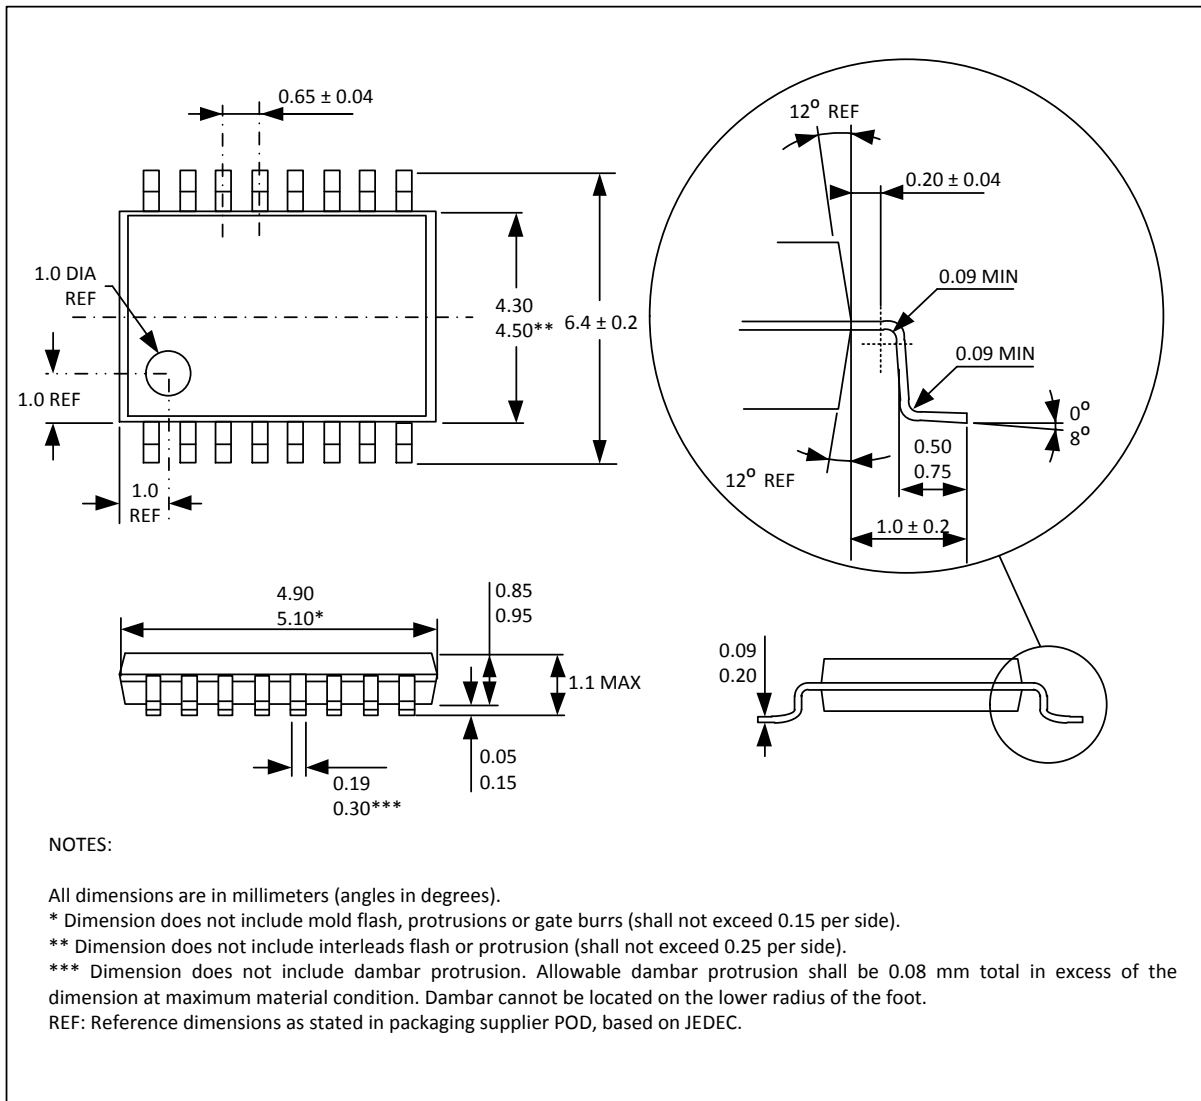 0.65 ± 0.04
12° REF
0.20 ± 0.04
1.0 DIA
REF
0.09 MIN
4.30
4.50**
6.4 ± 0.2
0.09 MIN
1.0 REF
0°
8°
0.50
0.75
12° REF
1.0
REF
1.0 ± 0.2
4.90
5.10*
0.85
0.95
1.1 MAX
0.09
0.20
0.05
0.15
0.19
0.30***
NOTES:
All dimensions are in millimeters (angles in degrees).
* Dimension does not include mold flash, protrusions or gate burrs (shall not exceed 0.15 per side).
** Dimension does not include interleads flash or protrusion (shall not exceed 0.25 per side).
*** Dimension does not include dambar protrusion. Allowable dambar protrusion shall be 0.08 mm total in excess of the
dimension at maximum material condition. Dambar cannot be located on the lower radius of the foot.
REF: Reference dimensions as stated in packaging supplier POD, based on JEDEC.